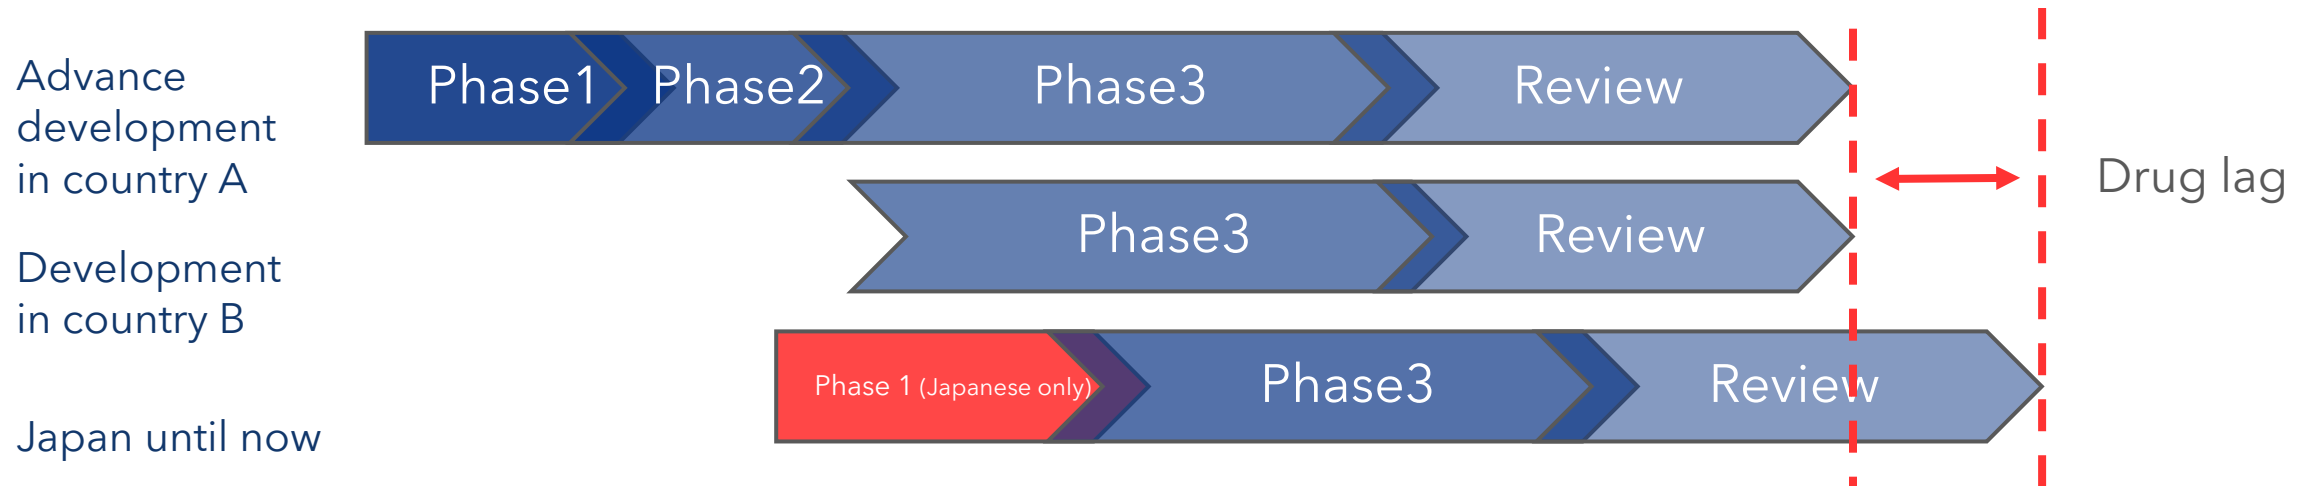 Advance
development
in country A
Phase1
Phase2
Phase3
Review
Drug lag
Development
in country B
Phase3
Review
Japan until now
Phase 1 (Japanese only)
Phase3
Review